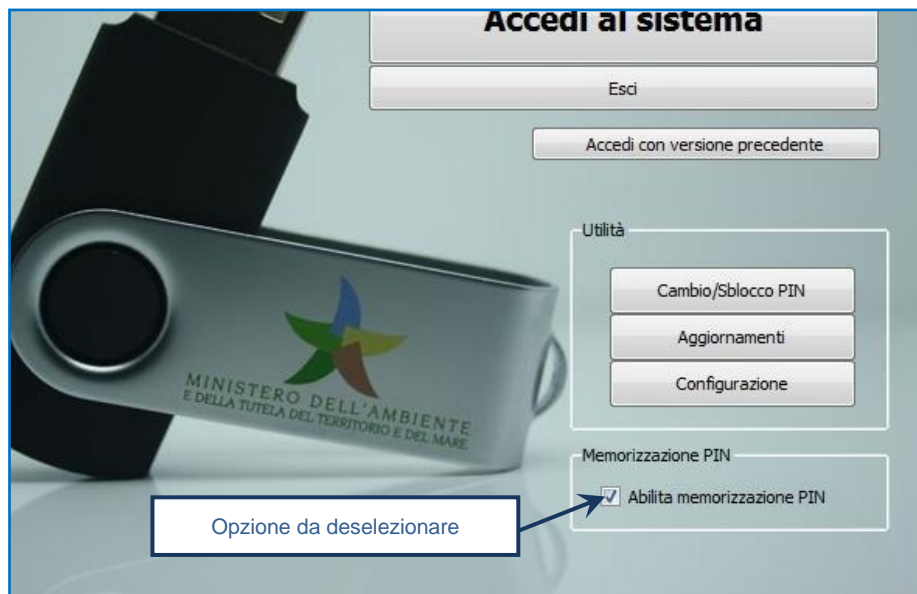 Accedi al sistema
Esci
Accedi con versione precedente
Utilità
Cambio/Sblocco PIN
Aggiornamenti
Configurazione
MINISTERO DELL'AMBIENTE
E DELLA TUTELA DEL TERRITORIO E DEL MARE
Memorizzazione PIN
Abilita memorizzazione PIN
Opzione da deselezionare